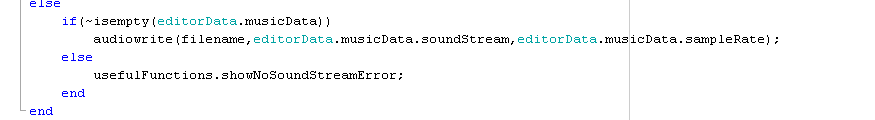 else
if(~isempty(editorData.musicData))
audiowrite(filename,editorData.musicData.soundStream,editorData.musicData.sampleRate);
else
usefulFunctions.showNoSoundStreamError;
end
end